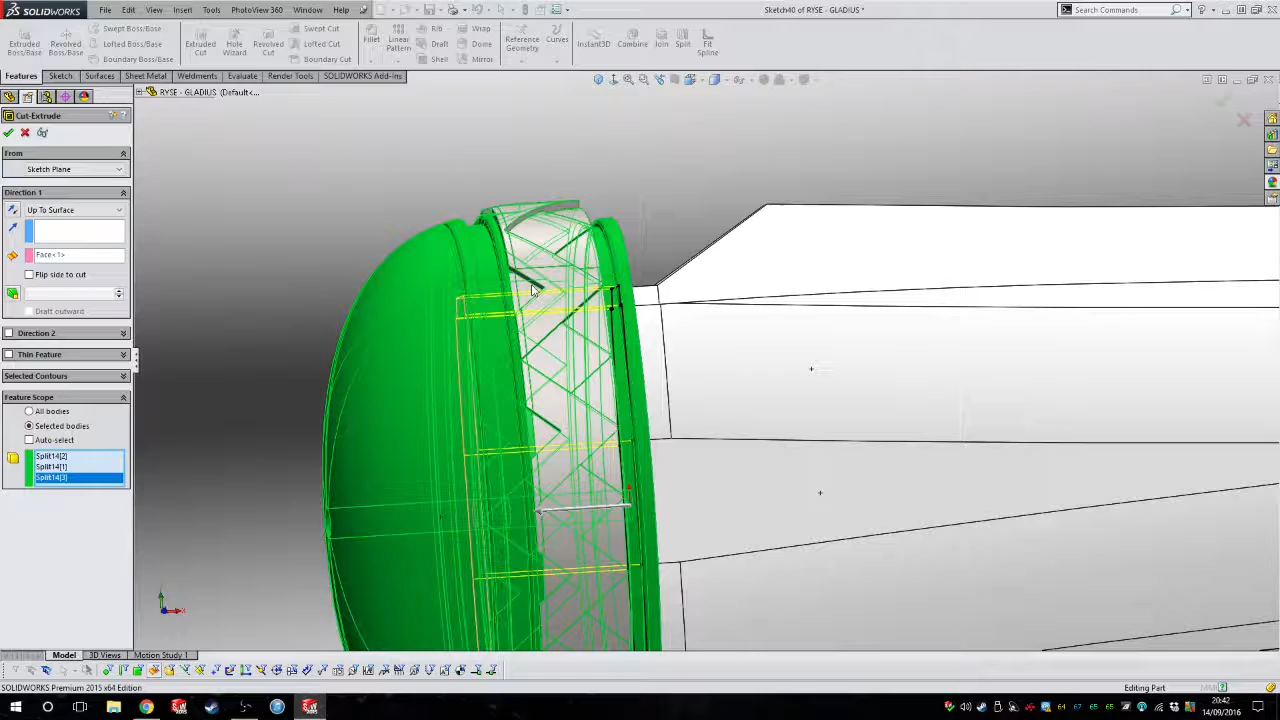 SOLIDWORKS
File Edit View Insert Tools PhotoView 360 Window Help
Sketch40 of RYSE - GLADIUS *
Search Commands
Extruded Boss/Base
Revolved Boss/Base
Swept Boss/Base
Lofted Boss/Base
Boundary Boss/Base
Extruded Cut
Hole Wizard
Revolved Cut
Swept Cut
Lofted Cut
Boundary Cut
Fillet
Linear Pattern
Rib
Draft
Shell
Wrap
Dome
Mirror
Reference Geometry
Curves
Instant3D
Combine
Join
Split
Fit Spline
Features Sketch Surfaces Sheet Metal Weldments Evaluate Render Tools SOLIDWORKS Add-Ins
RYSE - GLADIUS (Default<...
Cut-Extrude
From
Sketch Plane
Direction 1
Up To Surface
Face<1>
Flip side to cut
Draft outward
Direction 2
Thin Feature
Selected Contours
Feature Scope
All bodies
Selected bodies
Auto-select
Split14[2]
Split14[1]
Split14[3]
Model 3D Views Motion Study 1
SOLIDWORKS Premium 2015 x64 Edition
Editing Part
20:42
14/09/2016